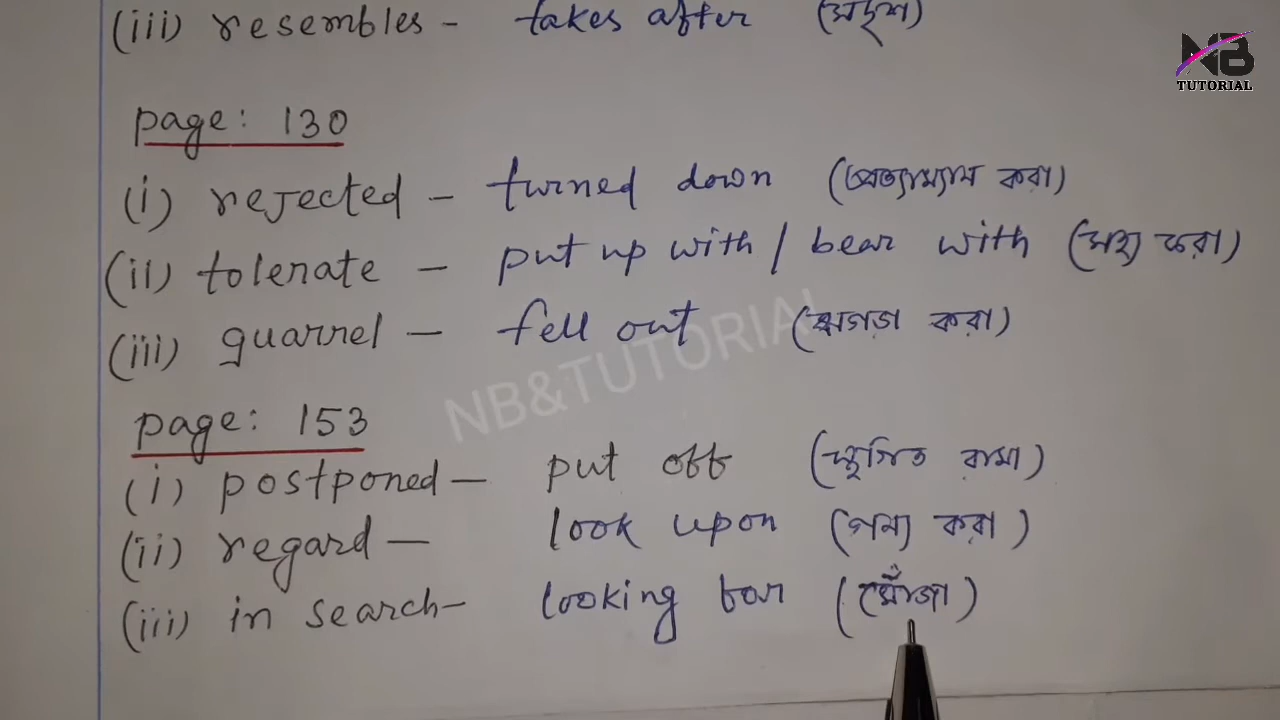 (iii) resembles - takes after (সদৃশ)
NB
TUTORIAL
page: 130
(i) rejected - turned down (প্রত্যাখ্যান করা)
(ii) tolerate - put up with / bear with (সহ্য করা)
(iii) quarrel - fell out (ঝগড়া করা)
NB&TUTORIAL
page: 153
(i) postponed - put off (স্থগিত রাখা)
(ii) regard - look upon (গন্য করা)
(iii) in search - looking for (খোঁজা)